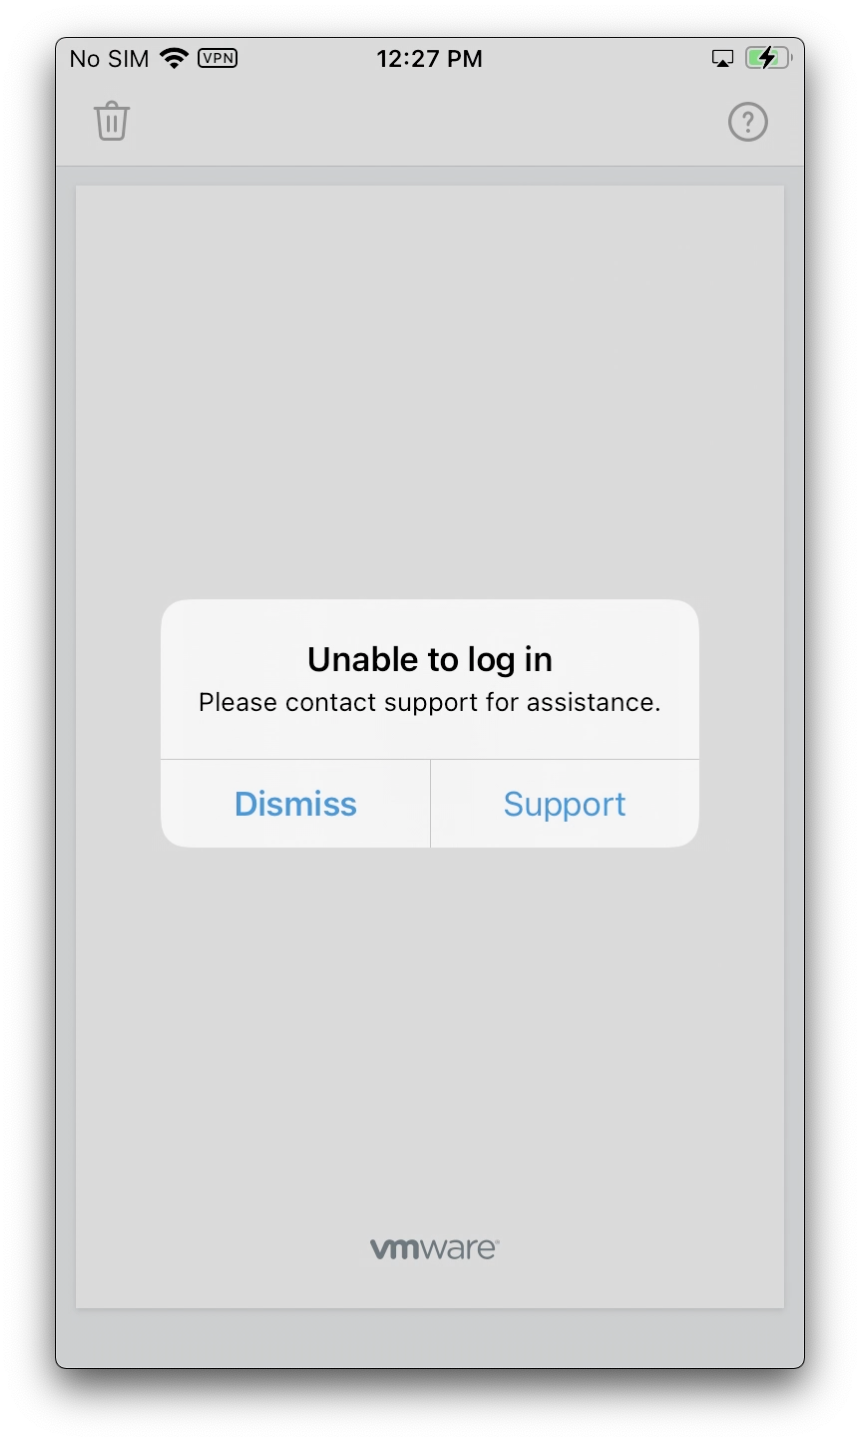 No SIM VPN 12:27 PM
?
Unable to log in
Please contact support for assistance.
Dismiss Support
vmware®